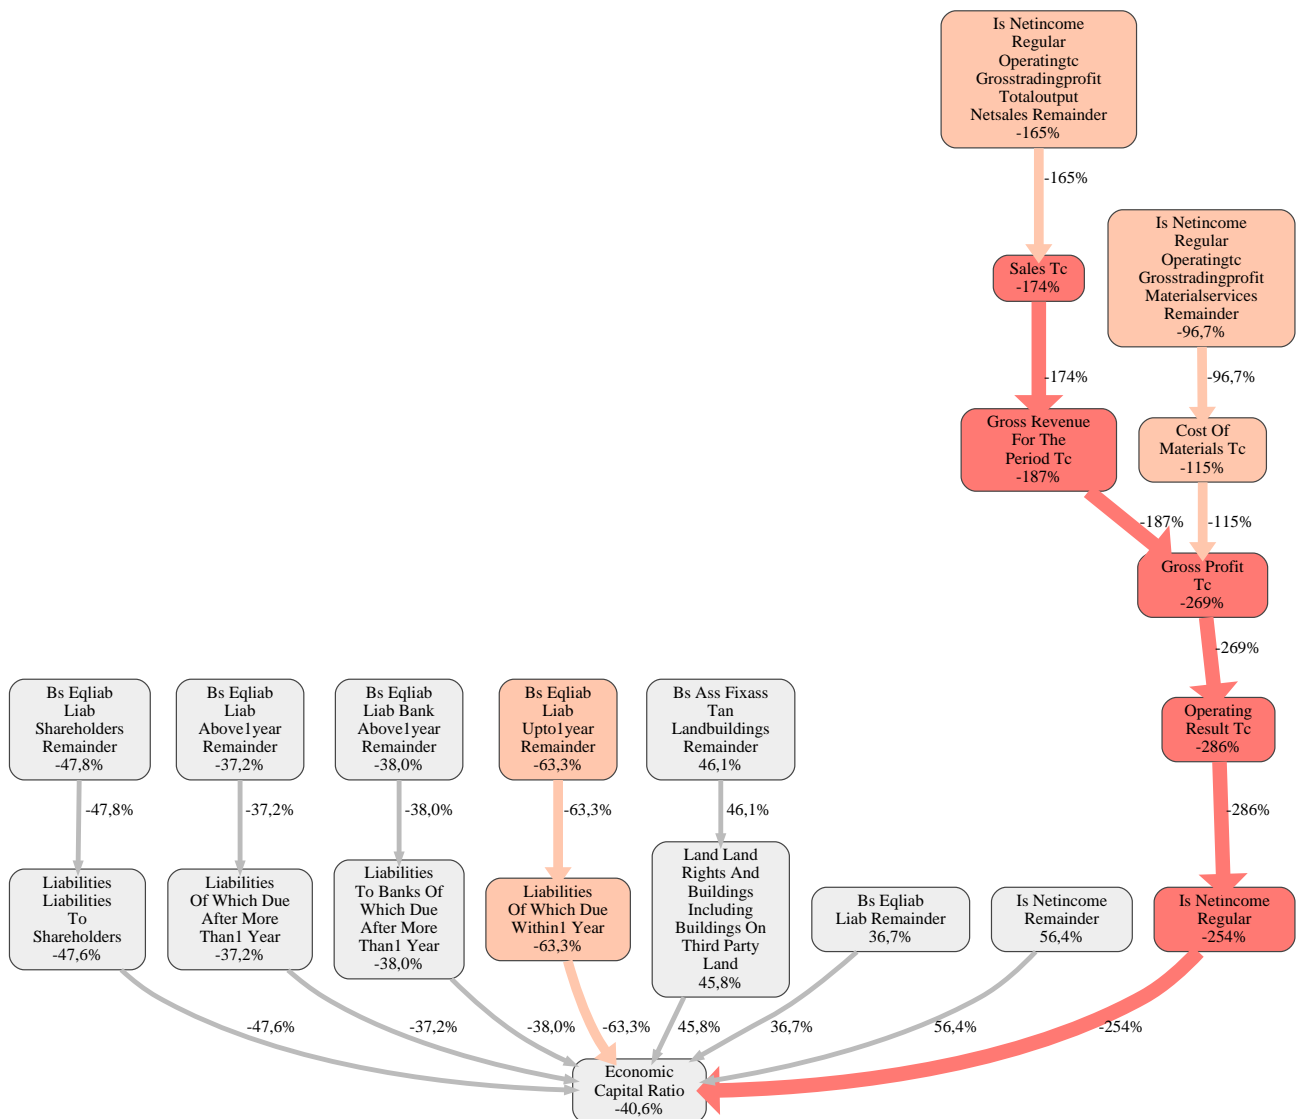 Is Netincome
Regular
Operatingtc
Grosstradingprofit
Totaloutput
Netsales Remainder
-165%
-165%
Is Netincome
Regular
Operatingtc
Grosstradingprofit
Materialservices
Remainder
-96,7%
Sales Tc
-174%
-174%
-96,7%
Gross Revenue
For The
Period Tc
-187%
Cost Of
Materials Tc
-115%
-187%
-115%
Gross Profit
Tc
-269%
-269%
Bs Eqliab
Liab
Shareholders
Remainder
-47,8%
Bs Eqliab
Liab
Above1year
Remainder
-37,2%
Bs Eqliab
Liab Bank
Above1year
Remainder
-38,0%
Bs Eqliab
Liab
Upto1year
Remainder
-63,3%
Bs Ass Fixass
Tan
Landbuildings
Remainder
46,1%
Operating
Result Tc
-286%
-47,8%
-37,2%
-38,0%
-63,3%
46,1%
-286%
Liabilities
Liabilities
To
Shareholders
-47,6%
Liabilities
Of Which Due
After More
Than1 Year
-37,2%
Liabilities
To Banks Of
Which Due
After More
Than1 Year
-38,0%
Liabilities
Of Which Due
Within1 Year
-63,3%
Land Land
Rights And
Buildings
Including
Buildings On
Third Party
Land
45,8%
Bs Eqliab
Liab Remainder
36,7%
Is Netincome
Remainder
56,4%
Is Netincome
Regular
-254%
-47,6%
-37,2%
-38,0%
-63,3%
45,8%
36,7%
56,4%
-254%
Economic
Capital Ratio
-40,6%